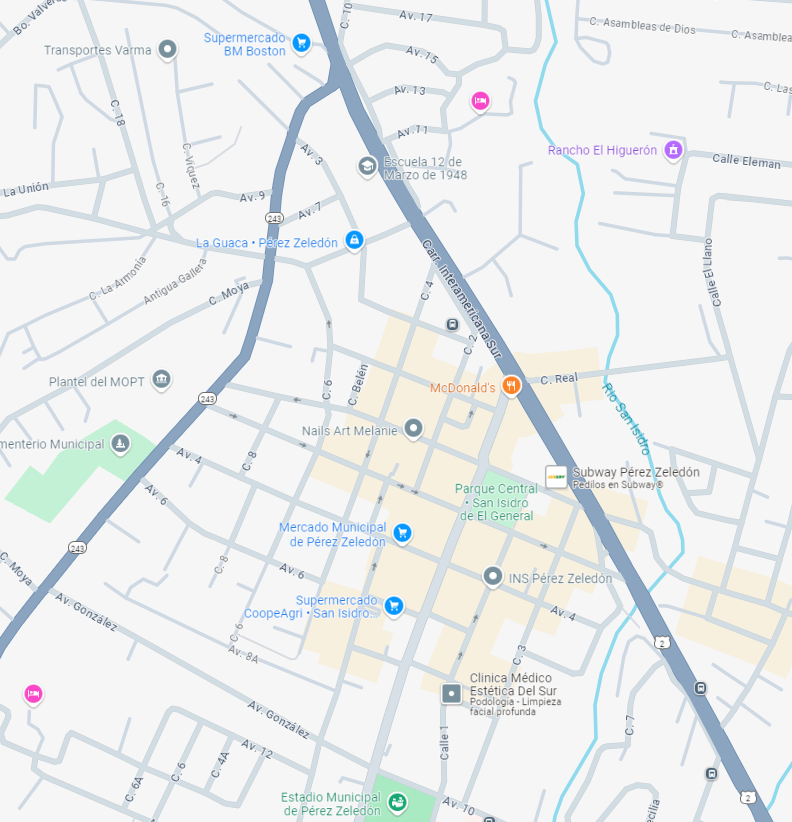 Bo. Valver
C. 10
Av. 17
C. Asambleas de Dios
C. Asamblea
Supermercado
BM Boston
Transportes Varma
Av. 15
Av. 13
C. Las
C. 18
Av. 11
C. Viquez
Av. 3
Escuela 12 de
Marzo de 1948
Rancho El Higuerón
Calle Eleman
La Unión
C. 16
Av. 9
Av. 7
243
La Guaca • Pérez Zeledón
Carr. Interamericana Sur
Calle El Llano
C. La Armonía
Antigua Gallera
C. Moya
C. 4
C. 2
C. 6
C. Belén
Plantel del MOPT
McDonald's
C. Real
243
Río San Isidro
menterio Municipal
Nails Art Melanie
Av. 4
C. 8
Subway Pérez Zeledón
Pedilos en Subway®
Parque Central
• San Isidro
de El General
Av. 6
Mercado Municipal
de Pérez Zeledón
243
C. Moya
C. 8
Av. 6
INS Pérez Zeledón
Av. González
Supermercado
CoopeAgri • San Isidro...
Av. 4
C. 6
Av. 8A
C. 3
2
Clinica Médico
Estética Del Sur
Podología - Limpieza
facial profunda
Av. González
Calle 1
C. 7
Av. 12
C. 6A
C. 6
C. 4A
Estadio Municipal
de Pérez Zeledón
Av. 10
2